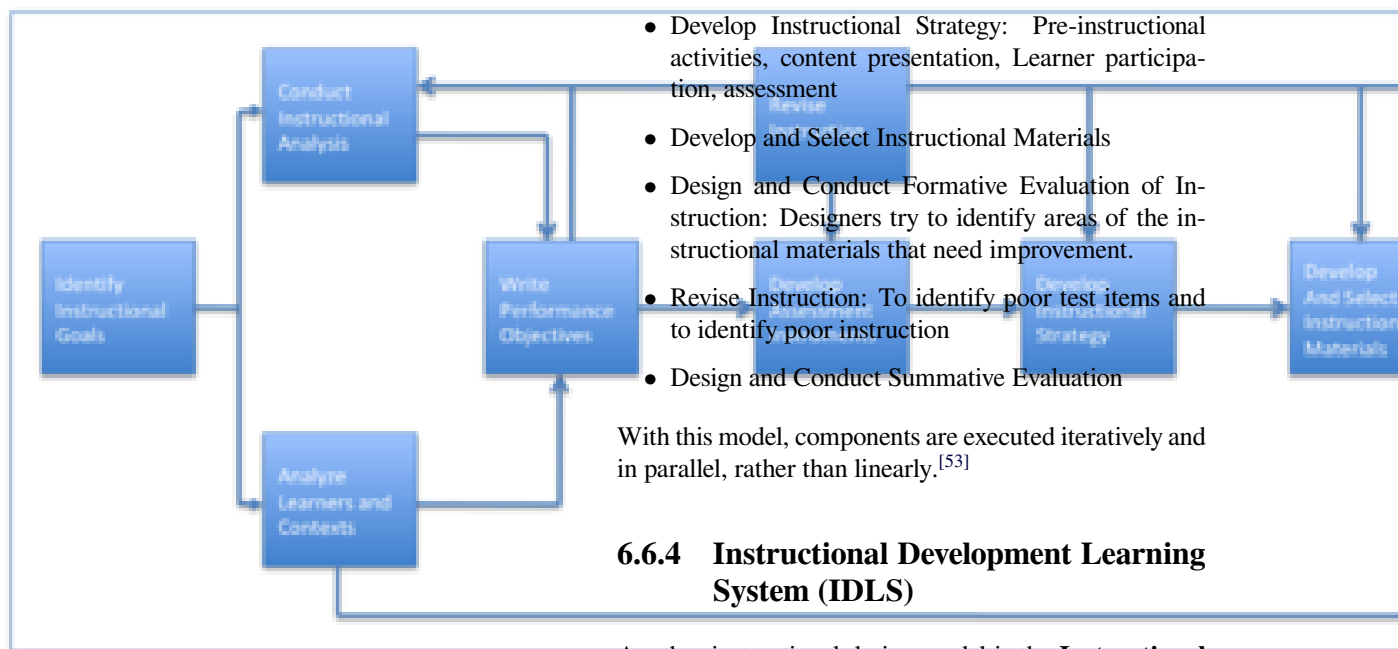 • Develop Instructional Strategy: Pre-instructional
activities, content presentation, Learner participa-
tion, assessment
• Develop and Select Instructional Materials
• Design and Conduct Formative Evaluation of In-
struction: Designers try to identify areas of the in-
structional materials that need improvement.
• Revise Instruction: To identify poor test items and
to identify poor instruction
• Design and Conduct Summative Evaluation
With this model, components are executed iteratively and
in parallel, rather than linearly.[53]
6.6.4 Instructional Development Learning
System (IDLS)
Identify
Instructional
Goals
Conduct
Instructional
Analysis
Analyze
Learners and
Contexts
Write
Performance
Objectives
Revise
Instruction
Develop
Assessment
Develop
Instructional
Strategy
Develop
And Select
Materials